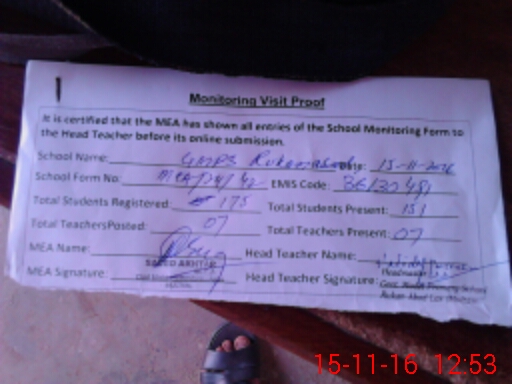 Monitoring Visit Proof
It is certified that the MEA has shown all entries of the School Monitoring Form to
the Head Teacher before its online submission.
School Name: GMPS Date: 15-11-2016
School Form No: EMIS Code:
Total Students Registered: 175 Total Students Present: 151
Total TeachersPosted: 07 Total Teachers Present: 07
MEA Name: Head Teacher Name:
MEA Signature: Head Teacher Signature:
15-11-16 12:53